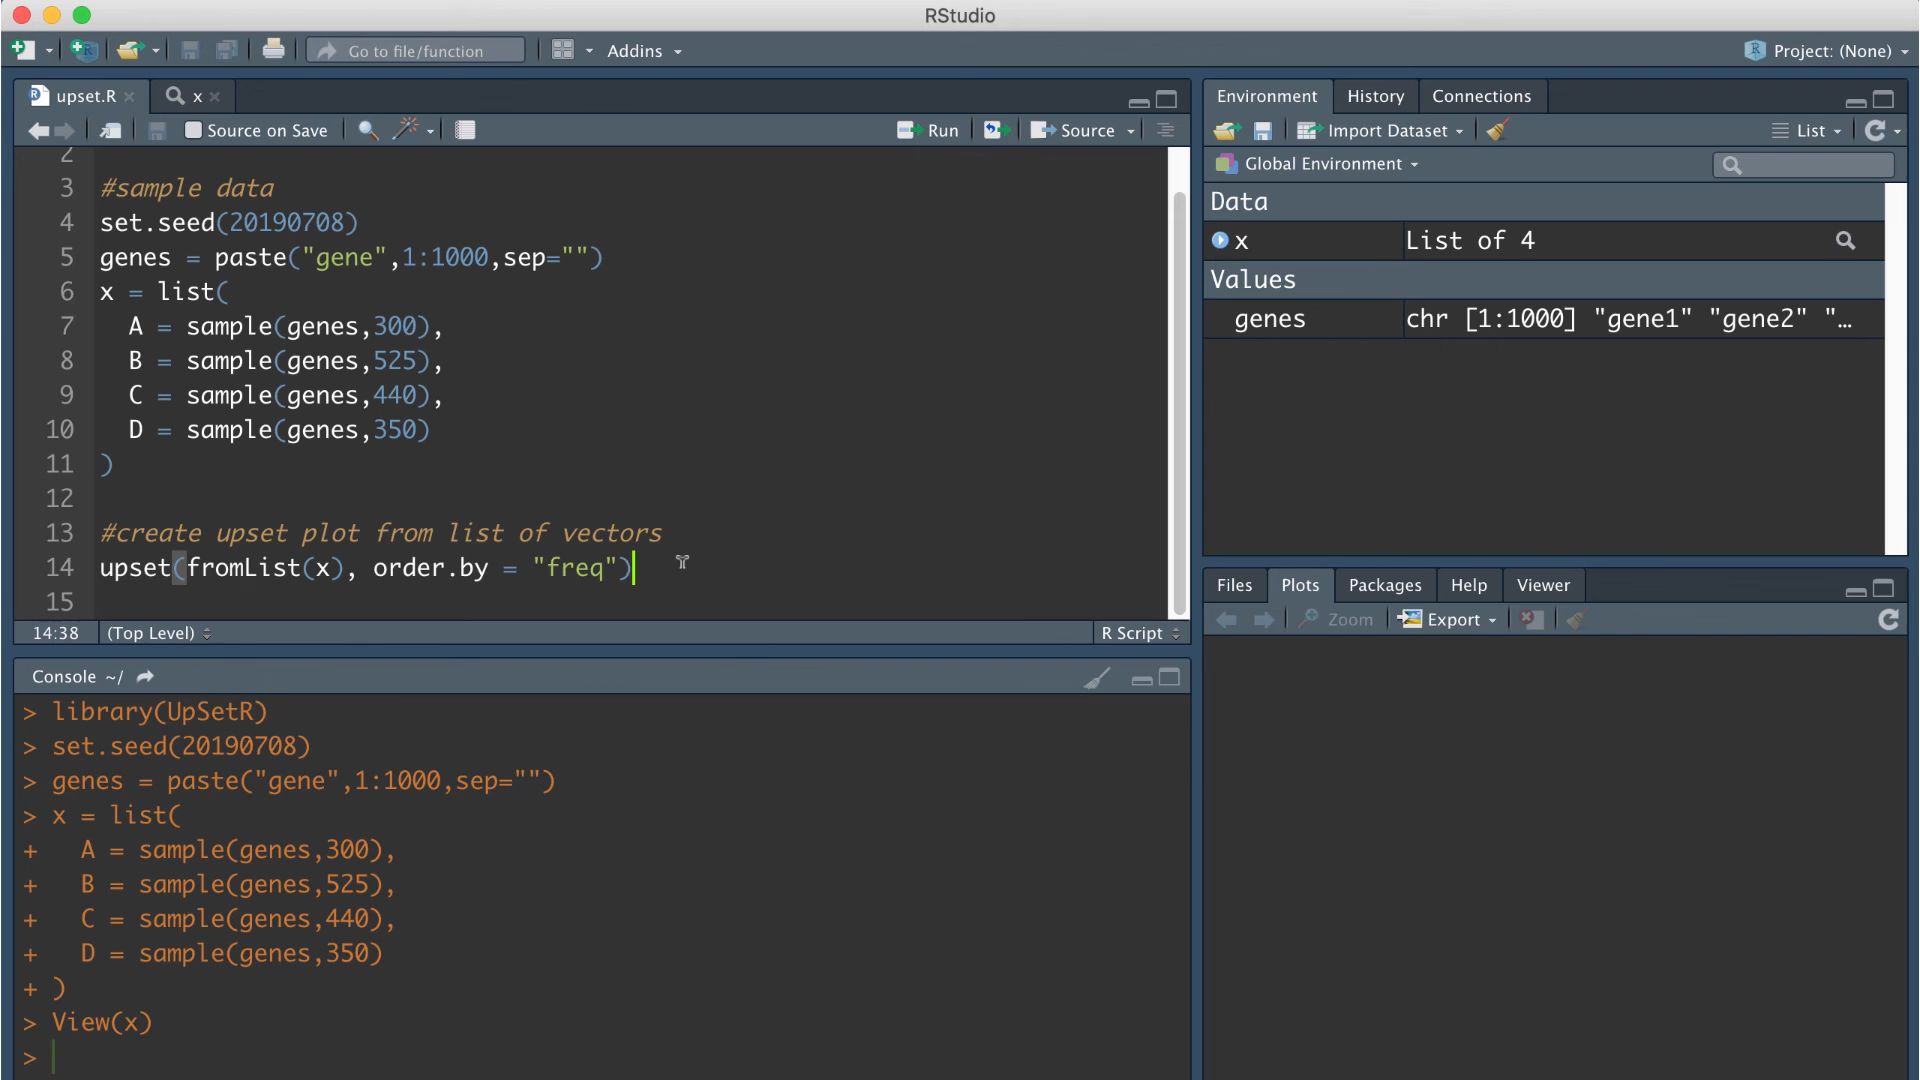 RStudio
Go to file/function
Addins
Project: (None)
upset.R
x
Source on Save
Run
Source
2
3 #sample data
4 set.seed(20190708)
5 genes = paste("gene",1:1000,sep="")
6 x = list(
7 A = sample(genes,300),
8 B = sample(genes,525),
9 C = sample(genes,440),
10 D = sample(genes,350)
11 )
12
13 #create upset plot from list of vectors
14 upset(fromList(x), order.by = "freq")
15
14:38 (Top Level) R Script
Console ~/
> library(UpSetR)
> set.seed(20190708)
> genes = paste("gene",1:1000,sep="")
> x = list(
+ A = sample(genes,300),
+ B = sample(genes,525),
+ C = sample(genes,440),
+ D = sample(genes,350)
+ )
> View(x)
>
Environment History Connections
Import Dataset List
Global Environment
Data
x List of 4
Values
genes chr [1:1000] "gene1" "gene2" "…
Files Plots Packages Help Viewer
Zoom Export